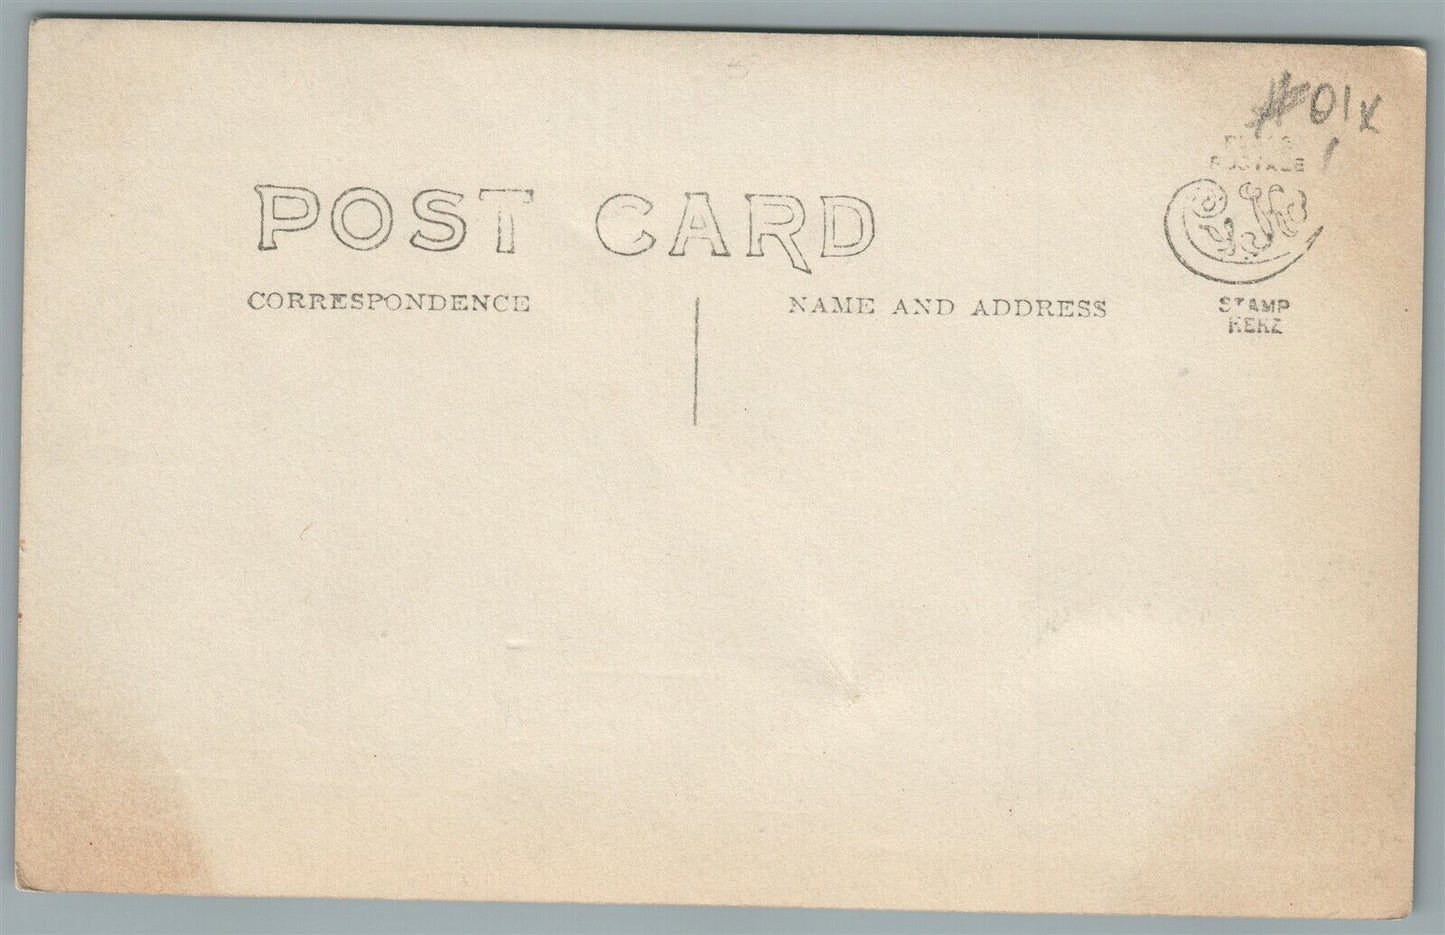 #01x
PLACE
POSTAGE
POST CARD
CORRESPONDENCE
NAME AND ADDRESS
STAMP
HERE